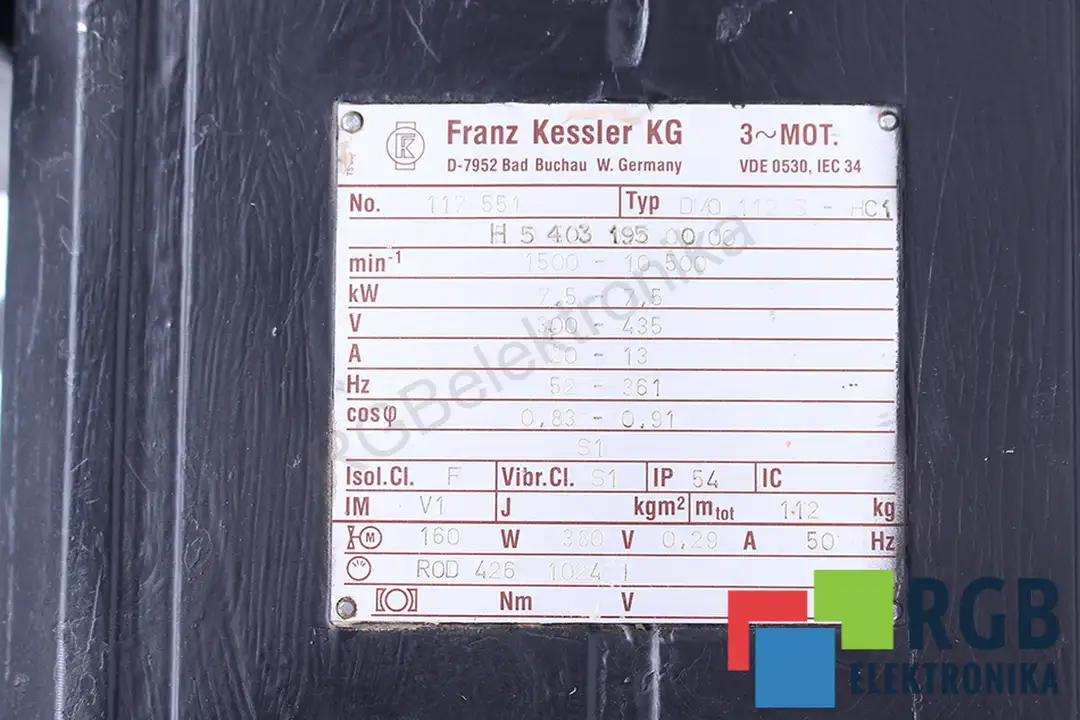 Franz Kessler KG 3~MOT.
D-7952 Bad Buchau W. Germany VDE 0530, IEC 34
No. 117 551 Typ - HC1
H 5 403 195 00 00
min-1 1500 - 10 500
kW 7,5 - 7,5
V 300 - 435
A - 13
Hz 52 - 361
cosφ 0,83 - 0,91
S1
Isol.Cl. F Vibr.Cl. S1 IP 54 IC
IM V1 J kgm² mtot 112 kg
M 160 W 380 V 0,29 A 50 Hz
ROD 426 1024 I
Nm V
RGBelektronika
RGB
ELEKTRONIKA